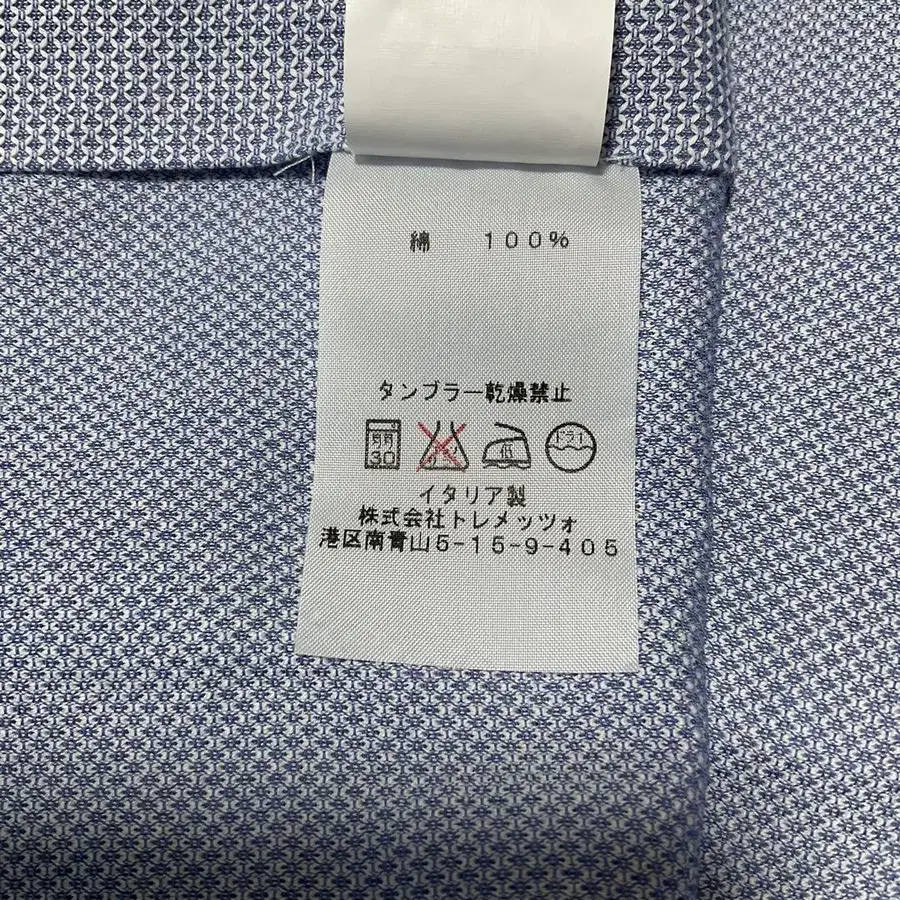 綿 100%
タンブラー乾燥禁止
30 ドライ
イタリア製
株式会社トレメッツォ
港区南青山5-15-9-405